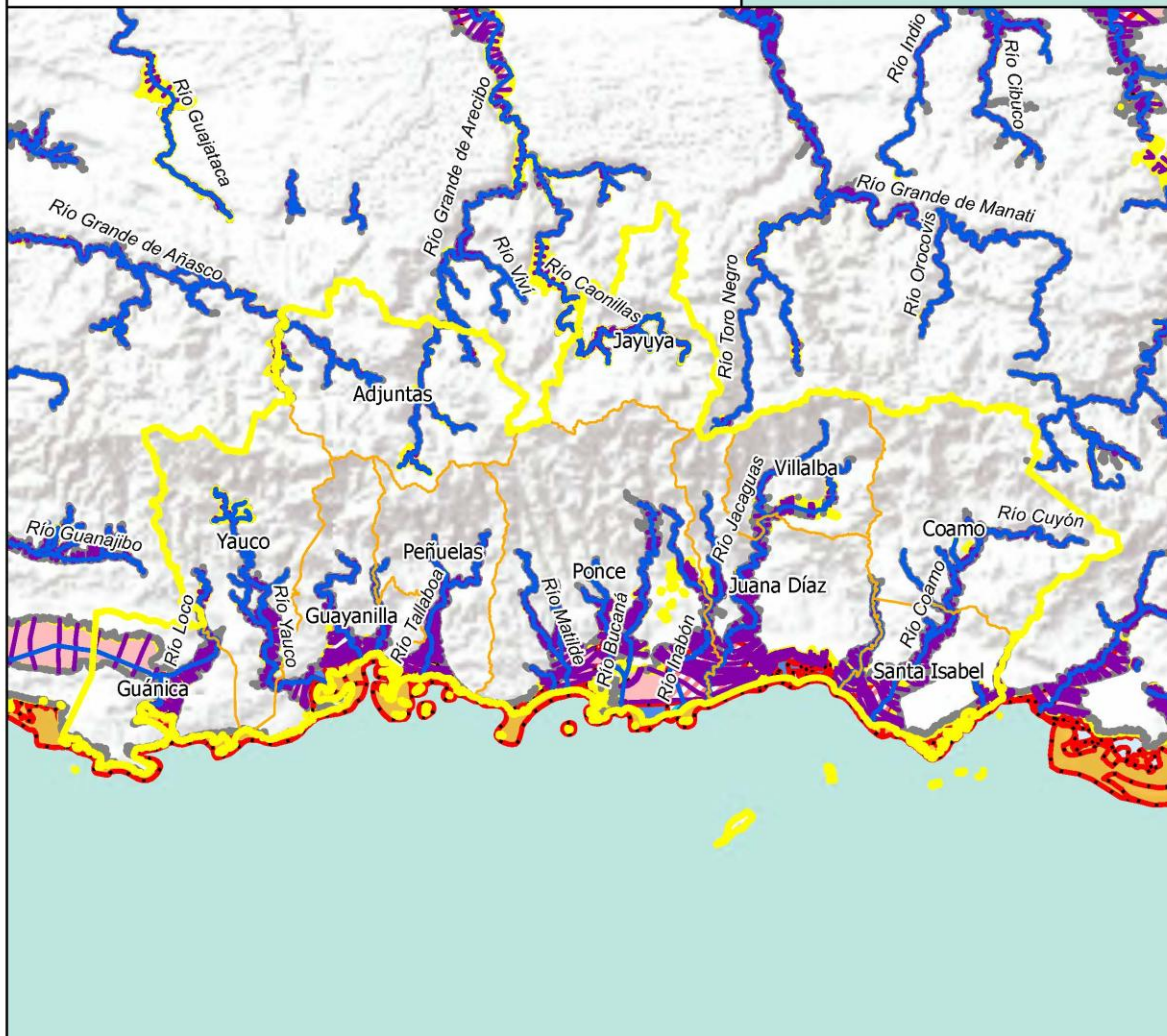 Río Indio
Río Cibuco
Río Guajataca
Río Grande de Arecibo
Río Grande de Manatí
Río Grande de Añasco
Río Orocovis
Río Viví
Río Caonillas
Río Toro Negro
Jayuya
Adjuntas
Villalba
Río Jacaguas
Río Cuyón
Coamo
Río Guanajibo
Yauco
Peñuelas
Ponce
Juana Díaz
Guayanilla
Río Tallaboa
Río Matilde
Río Bucaná
Río Inabón
Río Coamo
Río Loco
Río Yauco
Santa Isabel
Guánica